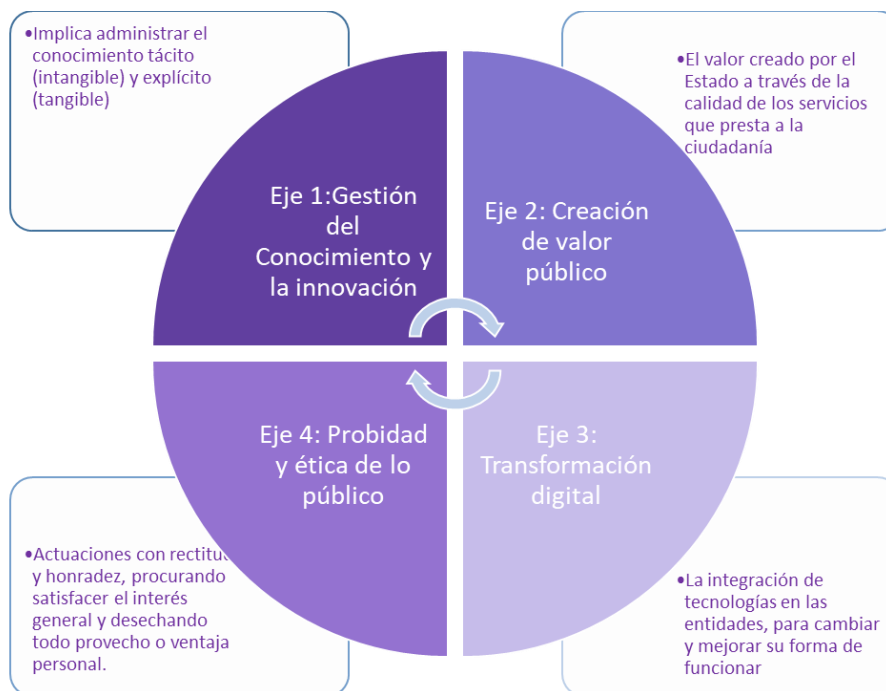 •Implica administrar el
conocimiento tácito
(intangible) y explícito
(tangible)
•El valor creado por el
Estado a través de la
calidad de los servicios
que presta a la
ciudadanía
Eje 1:Gestión
del
Conocimiento y
la innovación
Eje 2: Creación
de valor
público
Eje 4: Probidad
y ética de lo
público
Eje 3:
Transformación
digital
•Actuaciones con rectitu
y honradez, procurando
satisfacer el interés
general y desechando
todo provecho o ventaja
personal.
•La integración de
tecnologías en las
entidades, para cambiar
y mejorar su forma de
funcionar